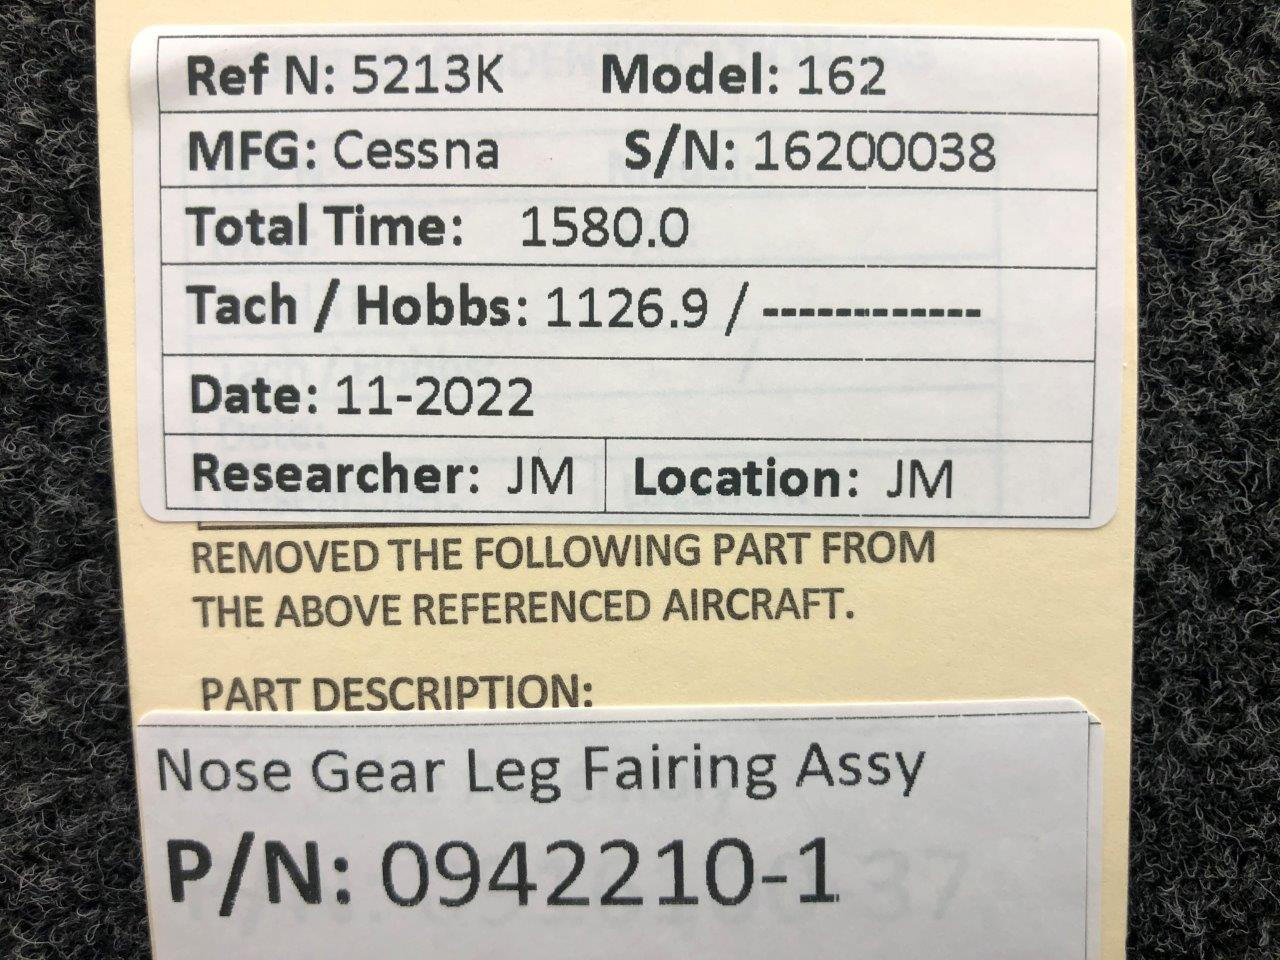 Ref N: 5213K Model: 162
MFG: Cessna S/N: 16200038
Total Time: 1580.0
Tach / Hobbs: 1126.9 / ------------
Date: 11-2022
Researcher: JM Location: JM
REMOVED THE FOLLOWING PART FROM
THE ABOVE REFERENCED AIRCRAFT.
PART DESCRIPTION:
Nose Gear Leg Fairing Assy
P/N: 0942210-1